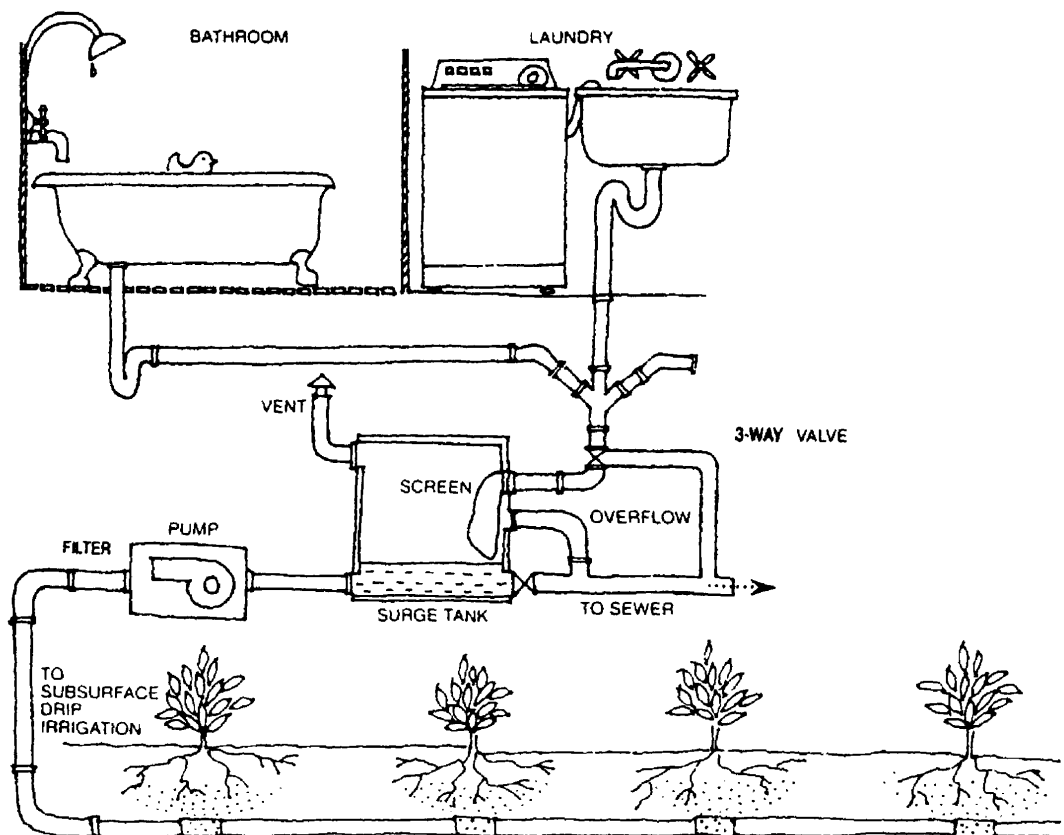 BATHROOM
LAUNDRY
VENT
3-WAY VALVE
SCREEN
OVERFLOW
PUMP
FILTER
SURGE TANK
TO SEWER
TO
SUBSURFACE
DRIP
IRRIGATION